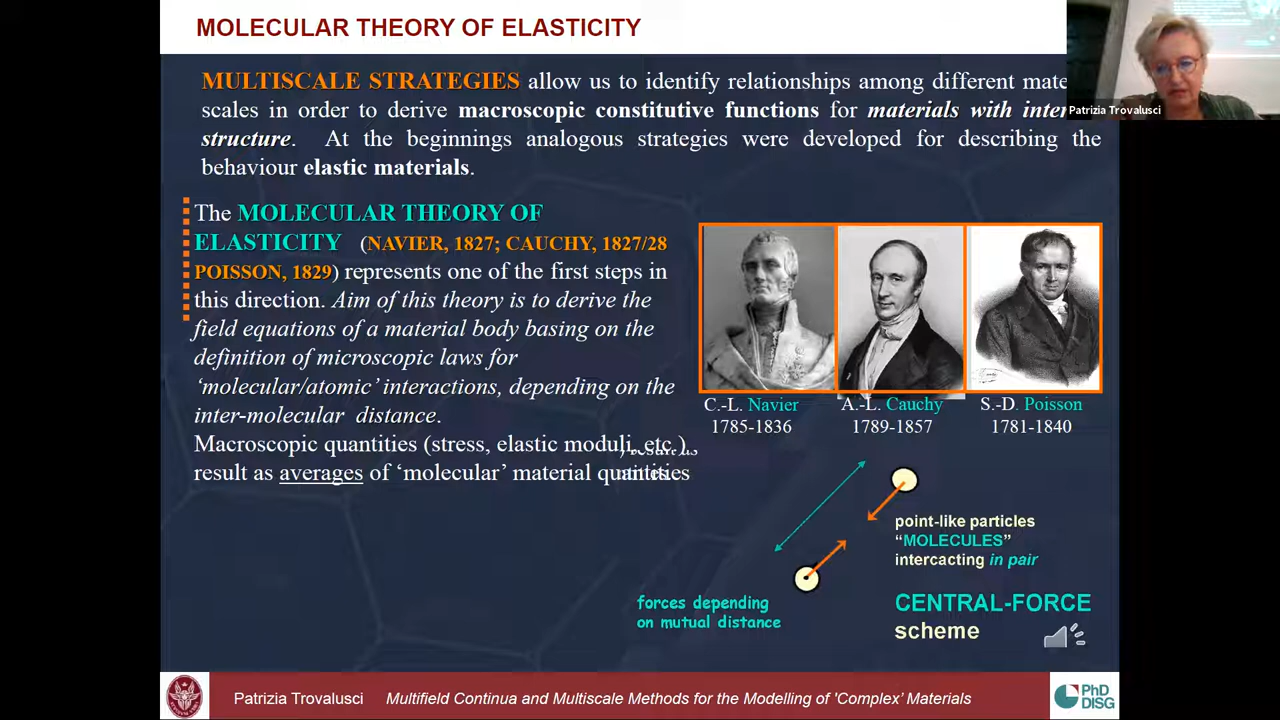 MOLECULAR THEORY OF ELASTICITY
MULTISCALE STRATEGIES allow us to identify relationships among different mate
scales in order to derive macroscopic constitutive functions for materials with inter
structure. At the beginnings analogous strategies were developed for describing the
behaviour elastic materials.
Patrizia Trovalusci
The MOLECULAR THEORY OF
ELASTICITY (NAVIER, 1827; CAUCHY, 1827/28
POISSON, 1829) represents one of the first steps in
this direction. Aim of this theory is to derive the
field equations of a material body basing on the
definition of microscopic laws for
‘molecular/atomic’ interactions, depending on the
inter-molecular distance.
Macroscopic quantities (stress, elastic moduli, etc.)
result as averages of ‘molecular’ material quantities
C.-L. Navier
1785-1836
A.-L. Cauchy
1789-1857
S.-D. Poisson
1781-1840
point-like particles
“MOLECULES”
intercacting in pair
forces depending
on mutual distance
CENTRAL-FORCE
scheme
Patrizia Trovalusci
Multifield Continua and Multiscale Methods for the Modelling of 'Complex’ Materials
PhD
DISG